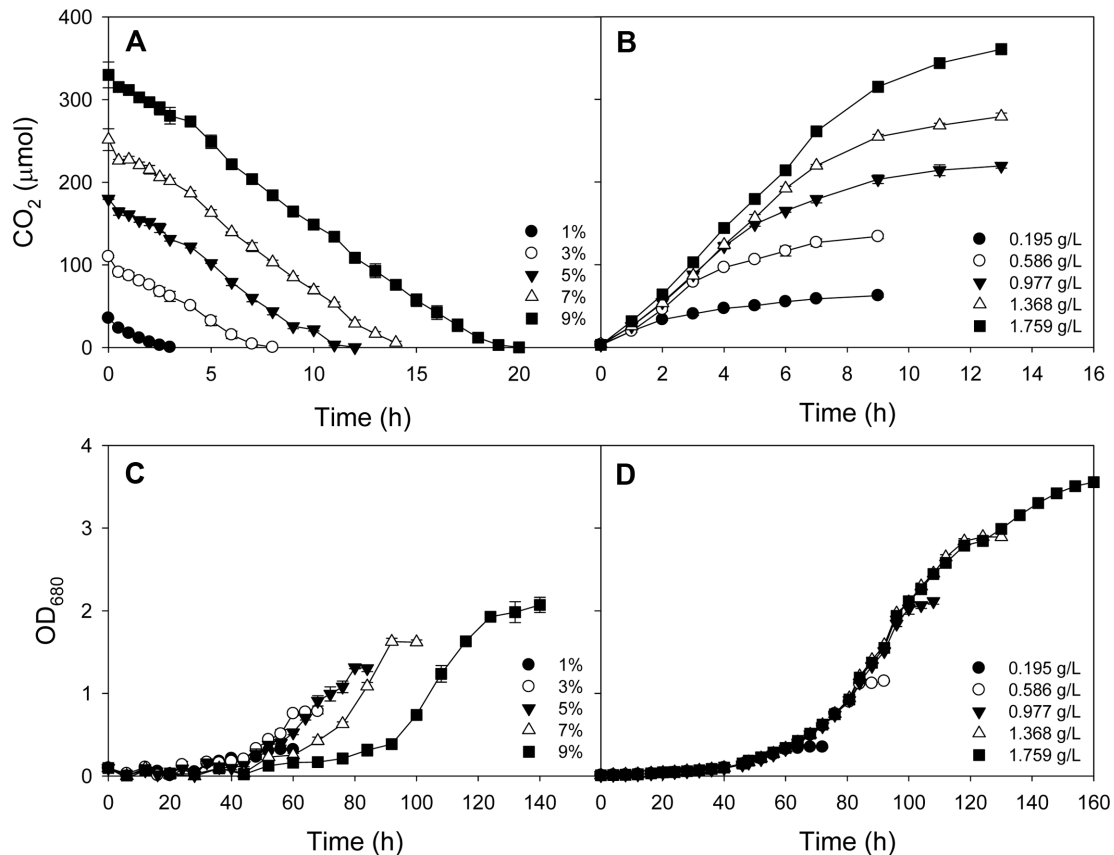 A
B
CO2 (μmol)
400
300
200
100
0
1%
3%
5%
7%
9%
0.195 g/L
0.586 g/L
0.977 g/L
1.368 g/L
1.759 g/L
0 5 10 15 20
0 2 4 6 8 10 12 14 16
Time (h)
Time (h)
C
D
OD680
4
3
2
1
0
1%
3%
5%
7%
9%
0.195 g/L
0.586 g/L
0.977 g/L
1.368 g/L
1.759 g/L
0 20 40 60 80 100 120 140
0 20 40 60 80 100 120 140 160
Time (h)
Time (h)